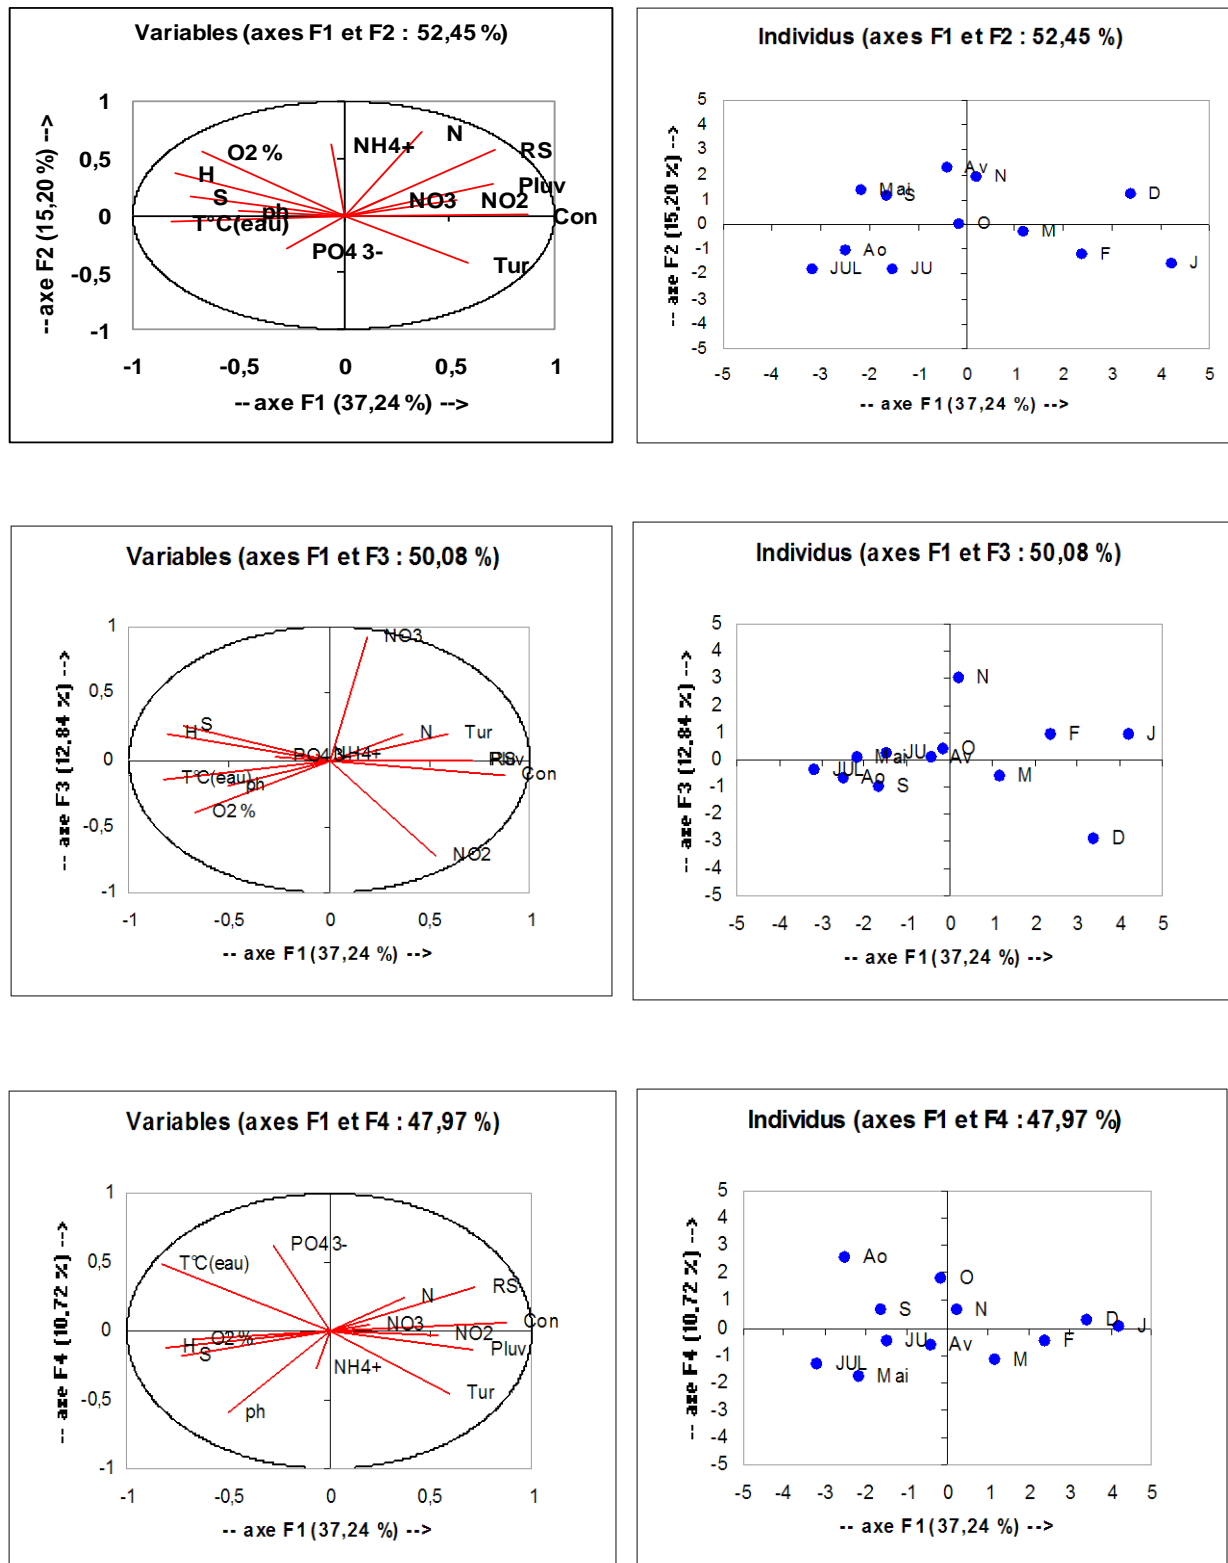 Variables (axes F1 et F2 : 52,45 %)
1
0,5
0
-0,5
-1
-1 -0,5 0 0,5 1
-- axe F2 (15,20 %) -->
-- axe F1 (37,24 %) -->
O2 %
H
S
ph
T°C(eau)
PO4 3-
NH4+
N
RS
Pluv
NO3
NO2
Con
Tur
Individus (axes F1 et F2 : 52,45 %)
5
4
3
2
1
0
-1
-2
-3
-4
-5
-5 -4 -3 -2 -1 0 1 2 3 4 5
-- axe F2 (15,20 %) -->
-- axe F1 (37,24 %) -->
Av
N
Mai
S
D
O
M
Ao
F
JUL
JU
J
Variables (axes F1 et F3 : 50,08 %)
1
0,5
0
-0,5
-1
-1 -0,5 0 0,5 1
-- axe F3 (12,84 %) -->
-- axe F1 (37,24 %) -->
NO3
S
H
N
Tur
PO43-
NH4+
RS
Pluv
T°C(eau)
ph
Con
O2 %
NO2
Individus (axes F1 et F3 : 50,08 %)
5
4
3
2
1
0
-1
-2
-3
-4
-5
-5 -4 -3 -2 -1 0 1 2 3 4 5
-- axe F3 (12,84 %) -->
-- axe F1 (37,24 %) -->
N
F
J
O
JU
Mai
Av
JUL
Ao
S
M
D
Variables (axes F1 et F4 : 47,97 %)
1
0,5
0
-0,5
-1
-1 -0,5 0 0,5 1
-- axe F4 (10,72 %) -->
-- axe F1 (37,24 %) -->
PO43-
T°C(eau)
RS
N
Con
NO3
NO2
O2 %
H
S
Pluv
NH4+
Tur
ph
Individus (axes F1 et F4 : 47,97 %)
5
4
3
2
1
0
-1
-2
-3
-4
-5
-5 -4 -3 -2 -1 0 1 2 3 4 5
-- axe F4 (10,72 %) -->
-- axe F1 (37,24 %) -->
Ao
O
S
N
D
J
JU
Av
F
M
JUL
Mai